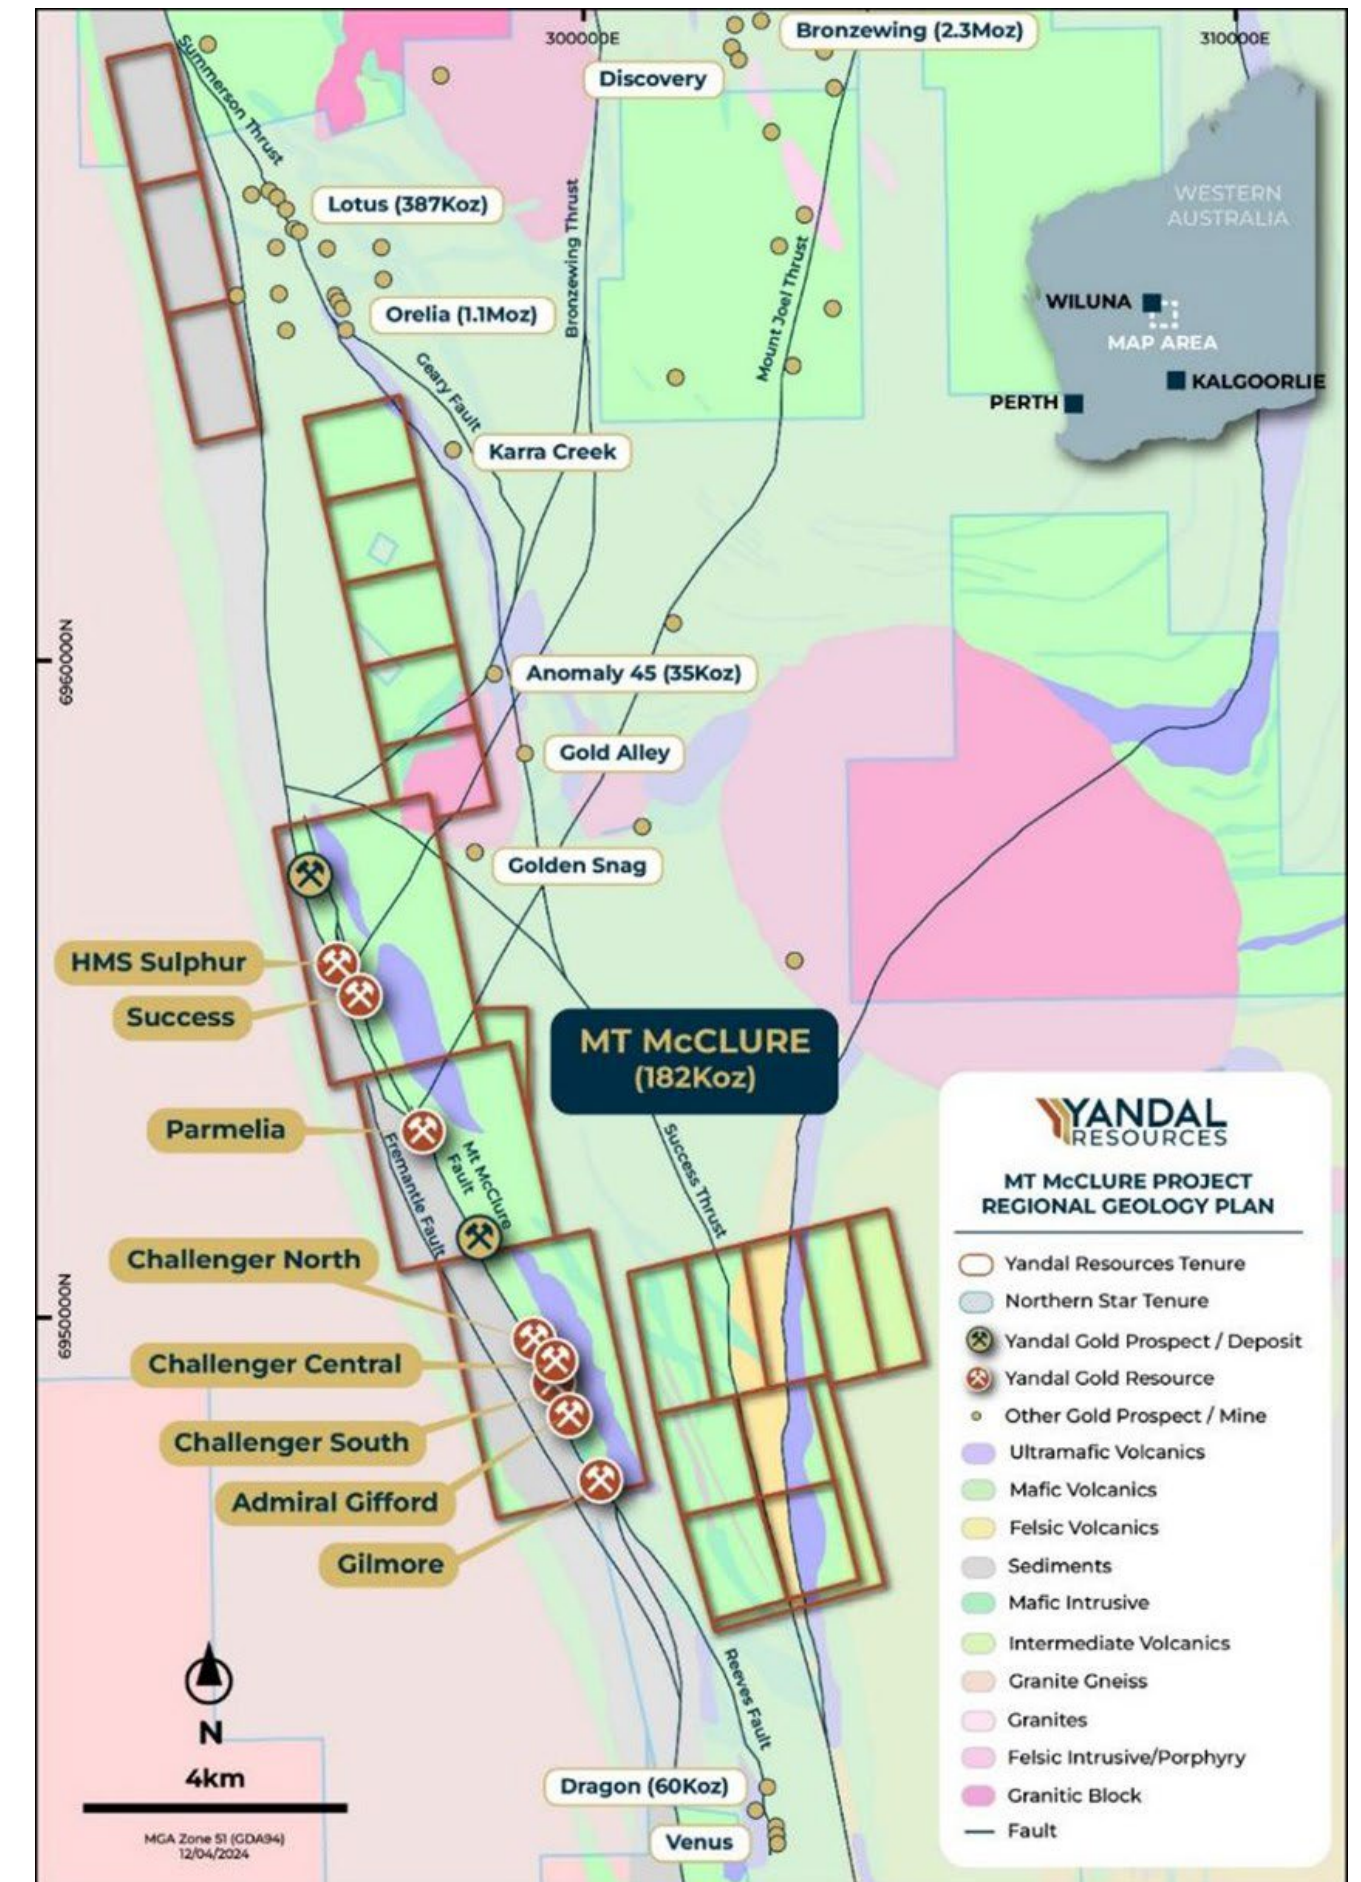 300000E
Bronzewing (2.3Moz)
310000E
Discovery
Summerson Thrust
Lotus (387Koz)
Bronzewing Thrust
Orelia (1.1Moz)
Mount Joel Thrust
Geary Fault
Karra Creek
WESTERN
AUSTRALIA
WILUNA
MAP AREA
KALGOORLIE
PERTH
6960000N
Anomaly 45 (35Koz)
Gold Alley
Golden Snag
HMS Sulphur
Success
MT McCLURE
(182Koz)
Parmelia
Fremantle Fault
Mt McClure
Fault
Success Thrust
6950000N
Challenger North
Challenger Central
Challenger South
Admiral Gifford
Gilmore
Reeves Fault
Dragon (60Koz)
Venus
N
4km
MGA Zone 51 (GDA94)
12/04/2024
YANDAL
RESOURCES
MT McCLURE PROJECT
REGIONAL GEOLOGY PLAN
Yandal Resources Tenure
Northern Star Tenure
Yandal Gold Prospect / Deposit
Yandal Gold Resource
Other Gold Prospect / Mine
Ultramafic Volcanics
Mafic Volcanics
Felsic Volcanics
Sediments
Mafic Intrusive
Intermediate Volcanics
Granite Gneiss
Granites
Felsic Intrusive/Porphyry
Granitic Block
Fault